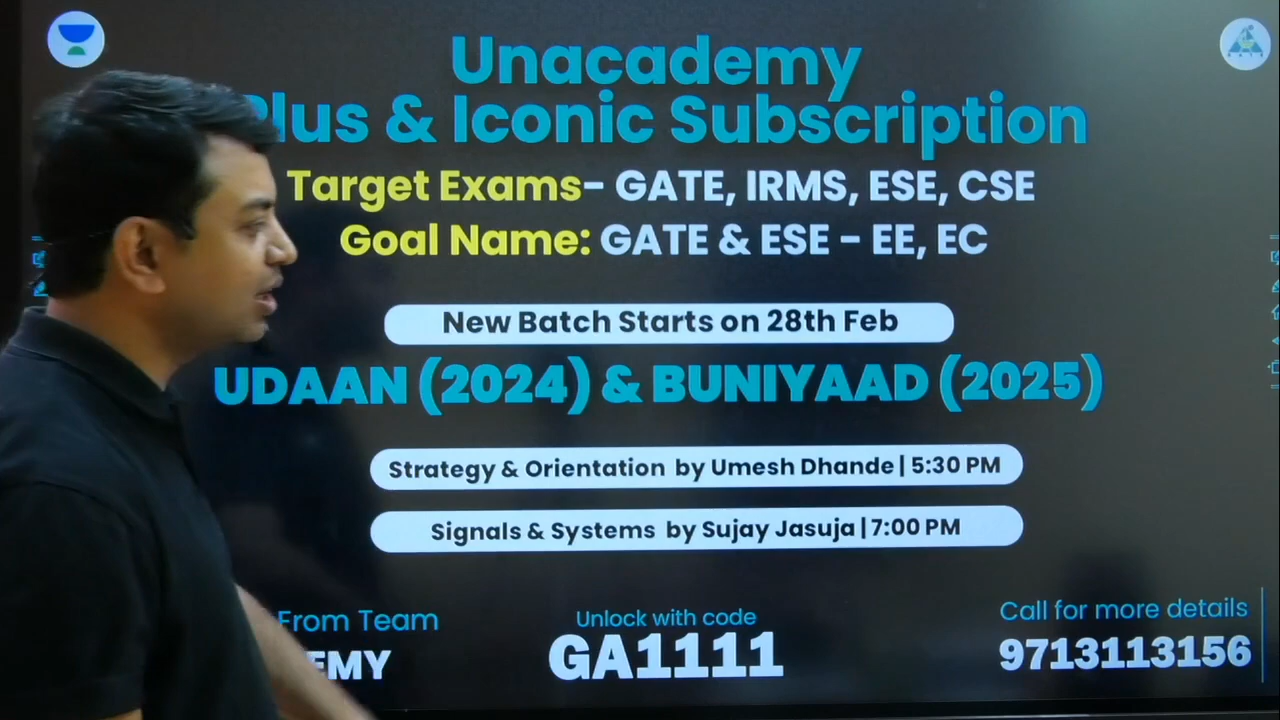 Unacademy
Plus & Iconic Subscription
Target Exams- GATE, IRMS, ESE, CSE
Goal Name: GATE & ESE - EE, EC
New Batch Starts on 28th Feb
UDAAN (2024) & BUNIYAAD (2025)
Strategy & Orientation by Umesh Dhande | 5:30 PM
Signals & Systems by Sujay Jasuja | 7:00 PM
From Team
Unlock with code
GA1111
Call for more details
9713113156